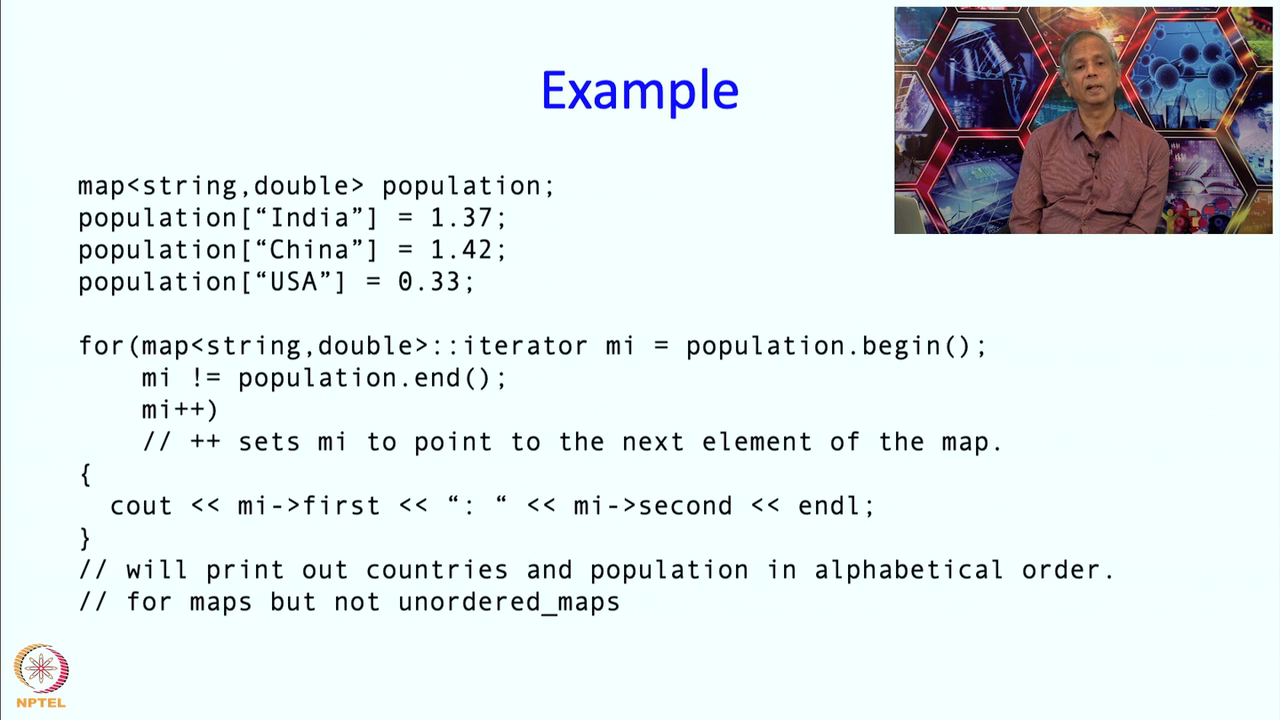 Example
map<string,double> population;
population[“India”] = 1.37;
population[“China”] = 1.42;
population[“USA”] = 0.33;
for(map<string,double>::iterator mi = population.begin();
mi != population.end();
mi++)
// ++ sets mi to point to the next element of the map.
{
cout << mi->first << “: “ << mi->second << endl;
}
// will print out countries and population in alphabetical order.
// for maps but not unordered_maps
NPTEL